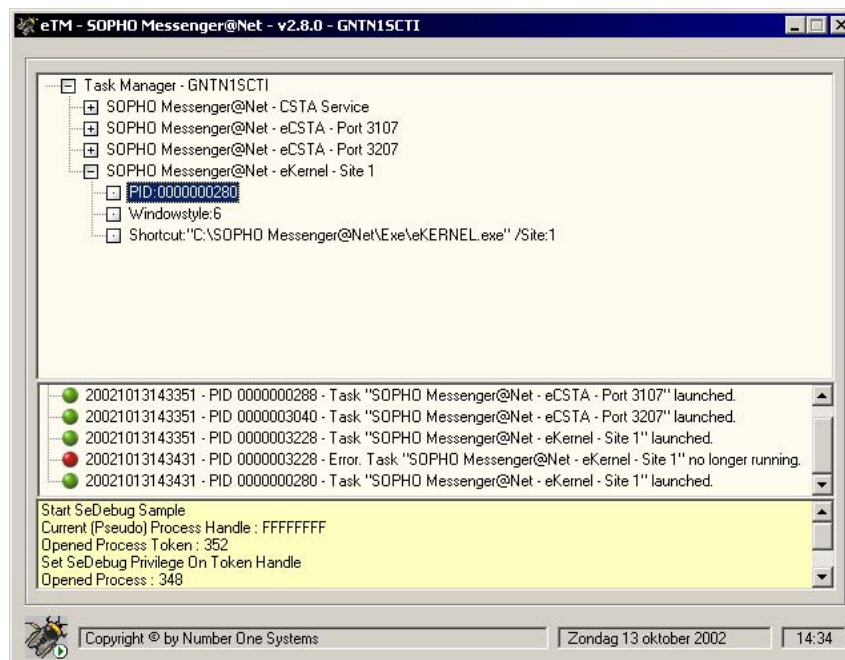 eTM - SOPHO Messenger@Net - v2.8.0 - GNTN1SCTI
Task Manager - GNTN1SCTI
SOPHO Messenger@Net - CSTA Service
SOPHO Messenger@Net - eCSTA - Port 3107
SOPHO Messenger@Net - eCSTA - Port 3207
SOPHO Messenger@Net - eKernel - Site 1
PID:0000000280
Windowstyle:6
Shortcut:"C:\SOPHO Messenger@Net\Exe\eKERNEL.exe" /Site:1
20021013143351 - PID 0000000288 - Task "SOPHO Messenger@Net - eCSTA - Port 3107" launched.
20021013143351 - PID 0000003040 - Task "SOPHO Messenger@Net - eCSTA - Port 3207" launched.
20021013143351 - PID 0000003228 - Task "SOPHO Messenger@Net - eKernel - Site 1" launched.
20021013143431 - PID 0000003228 - Error. Task "SOPHO Messenger@Net - eKernel - Site 1" no longer running.
20021013143431 - PID 0000000280 - Task "SOPHO Messenger@Net - eKernel - Site 1" launched.
Start SeDebug Sample
Current (Pseudo) Process Handle : FFFFFFFF
Opened Process Token : 352
Set SeDebug Privilege On Token Handle
Opened Process : 348
Copyright © by Number One Systems
Zondag 13 oktober 2002
14:34